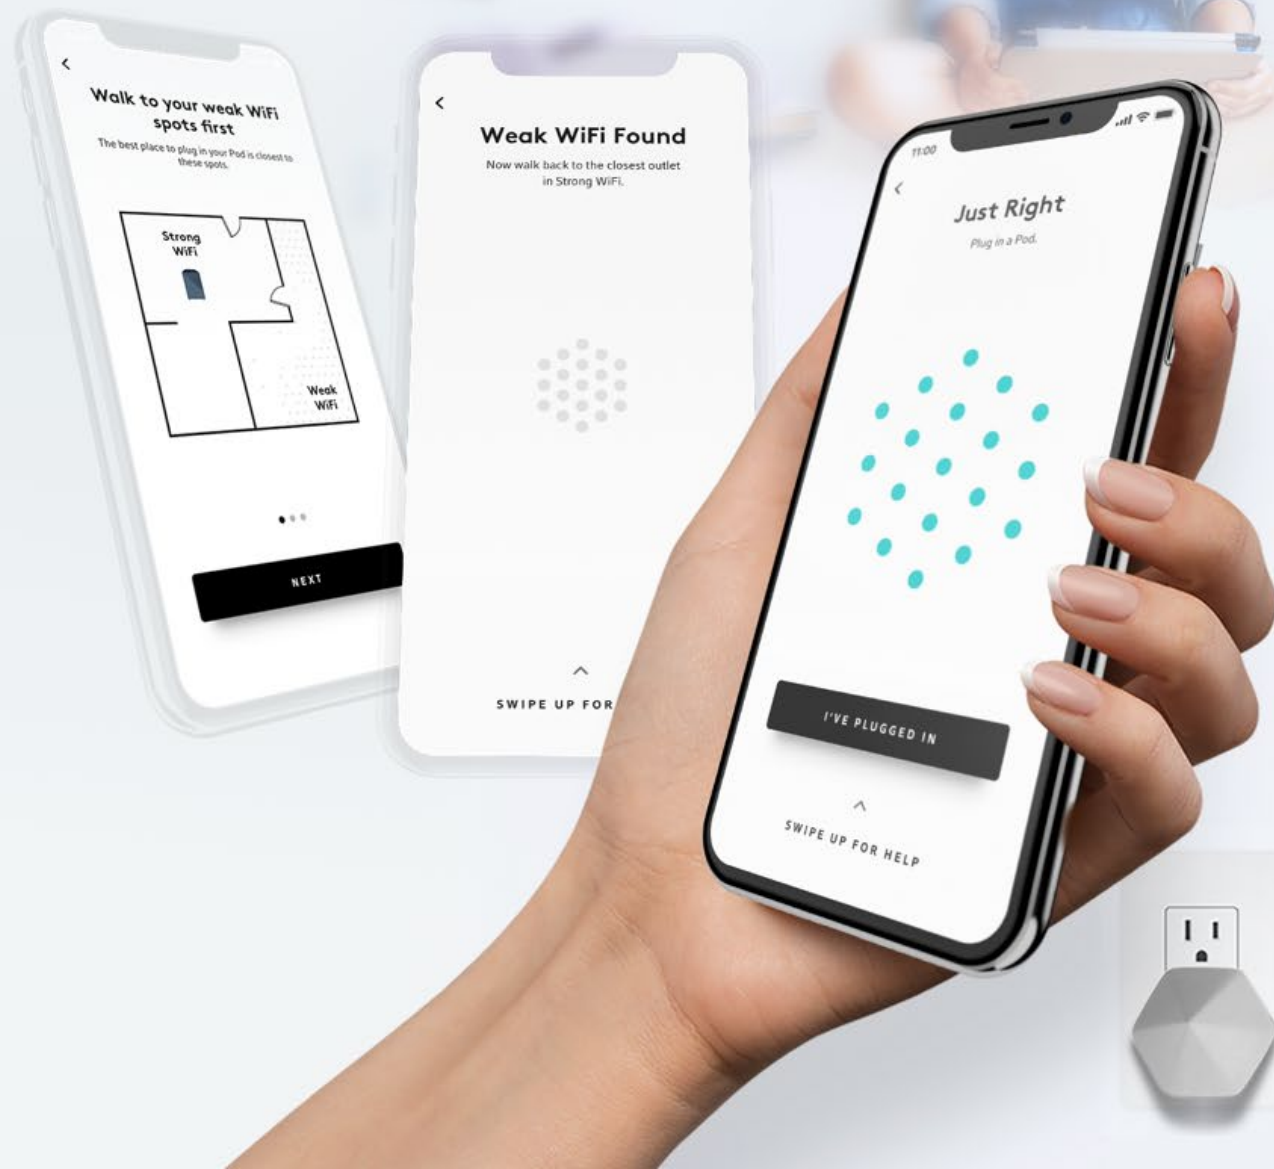 Walk to your weak WiFi
spots first
The best place to plug in your Pod is closest to
these spots.
Strong
WiFi
Weak
WiFi
NEXT
Weak WiFi Found
Now walk back to the closest outlet
in Strong WiFi.
SWIPE UP FOR
11:00
Just Right
Plug in a Pod.
I'VE PLUGGED IN
SWIPE UP FOR HELP